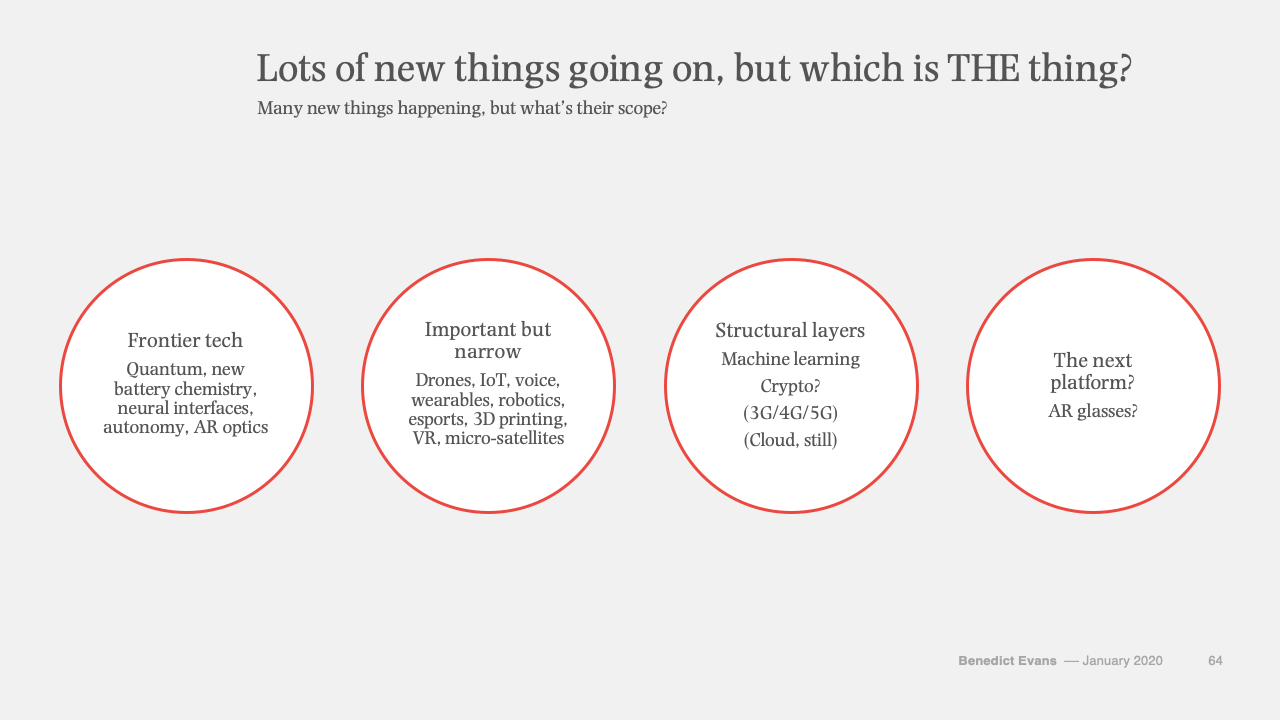 Lots of new things going on, but which is THE thing?
Many new things happening, but what's their scope?
Frontier tech
Quantum, new
battery chemistry,
neural interfaces,
autonomy, AR optics
Important but
narrow
Drones, IoT, voice,
wearables, robotics,
esports, 3D printing,
VR, micro-satellites
Structural layers
Machine learning
Crypto?
(3G/4G/5G)
(Cloud, still)
The next
platform?
AR glasses?
Benedict Evans — January 2020 64